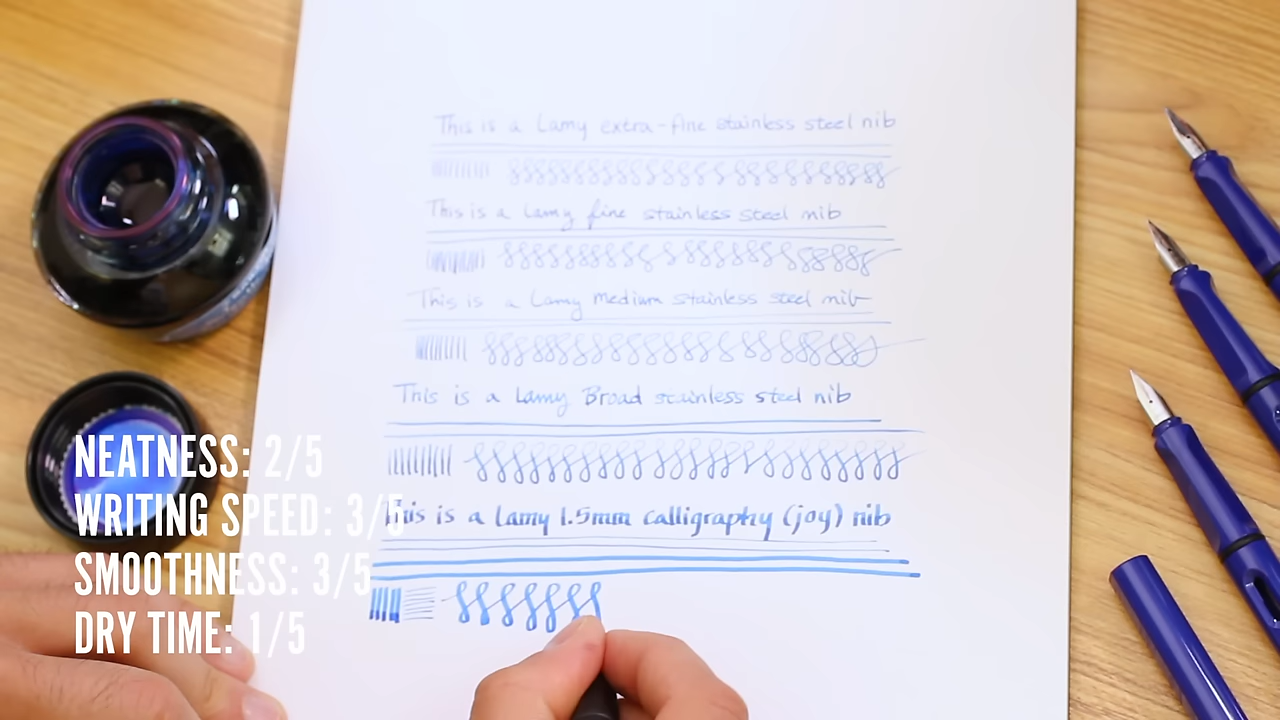 This is a Lamy extra-fine stainless steel nib
This is a Lamy fine stainless steel nib
This is a Lamy Medium stainless steel nib
This is a Lamy Broad stainless steel nib
This is a Lamy 1.5mm calligraphy (joy) nib
NEATNESS: 2/5
WRITING SPEED: 3/5
SMOOTHNESS: 3/5
DRY TIME: 1/5